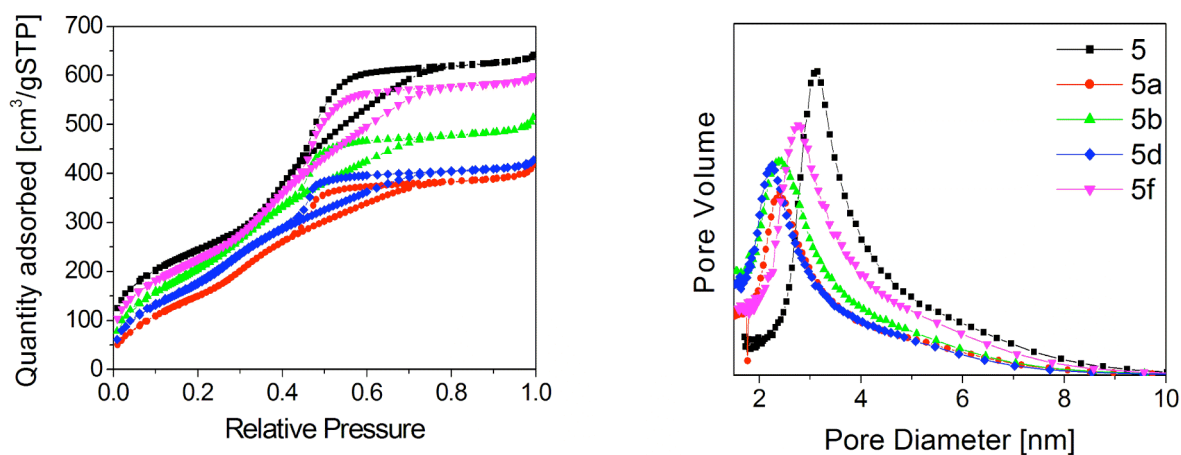 700
600
500
400
300
200
100
0
0.0 0.2 0.4 0.6 0.8 1.0
Quantity adsorbed [cm³/gSTP]
Relative Pressure
5
5a
5b
5d
5f
Pore Volume
2 4 6 8 10
Pore Diameter [nm]